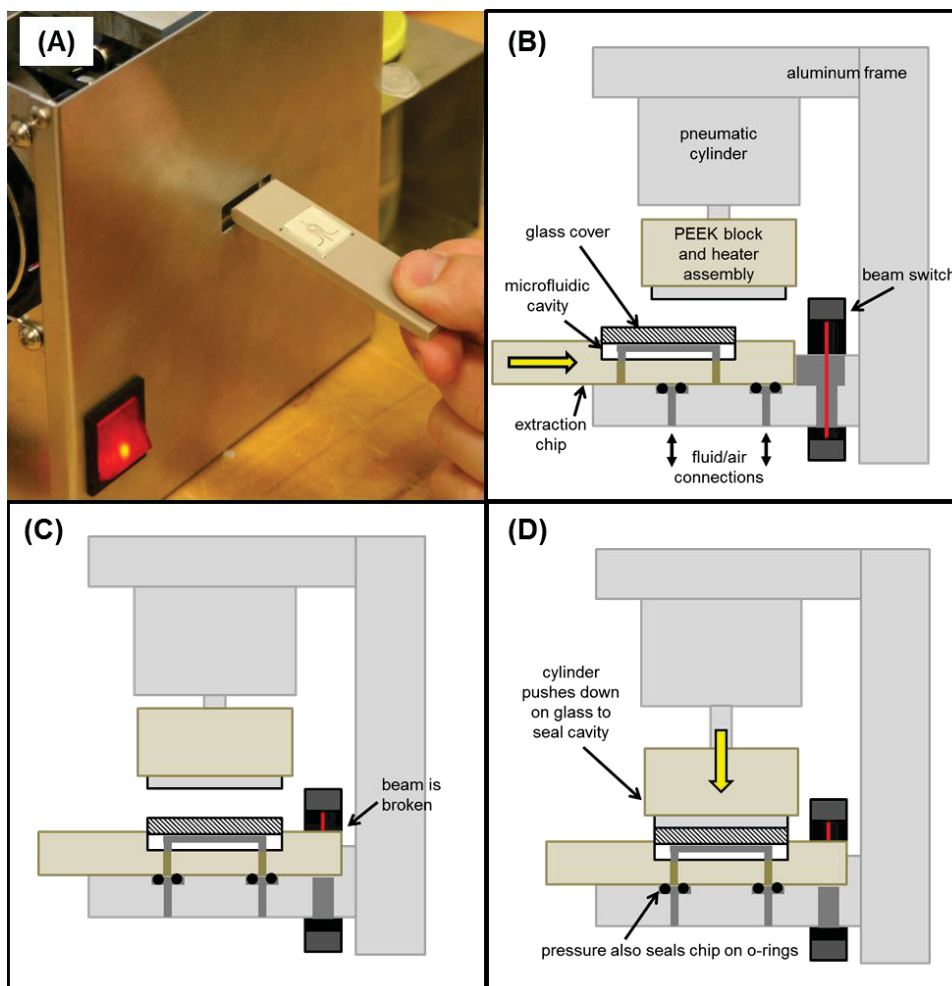 (A)
(B)
aluminum frame
pneumatic
cylinder
glass cover
PEEK block
and heater
assembly
microfluidic
cavity
beam switch
extraction
chip
fluid/air
connections
(C)
beam is
broken
(D)
cylinder
pushes down
on glass to
seal cavity
pressure also seals chip on o-rings